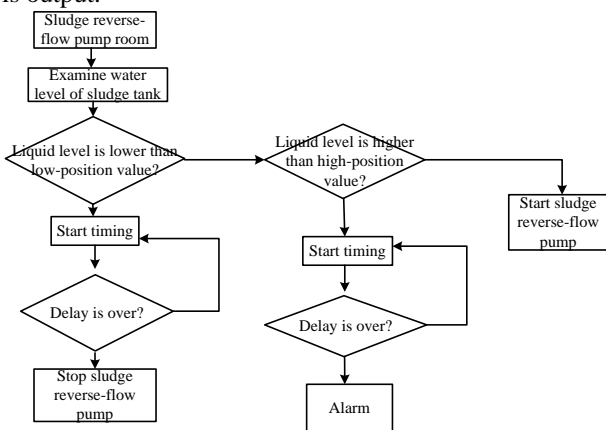 is output.
Sludge reverse-
flow pump room
Examine water
level of sludge tank
Liquid level is lower than
low-position value?
Liquid level is higher
than high-position
value?
Start sludge
reverse-flow
pump
Start timing
Start timing
Delay is over?
Delay is over?
Stop sludge
reverse-flow
pump
Alarm